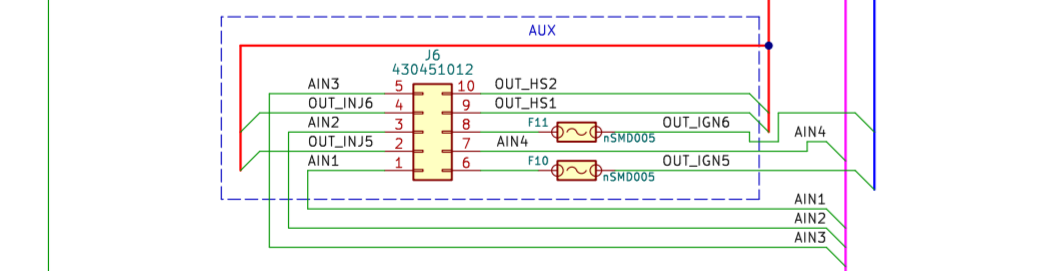 AUX
J6
430451012
AIN3 5 10 OUT_HS2
OUT_INJ6 4 9 OUT_HS1
AIN2 3 8 F11 nSMD005 OUT_IGN6
OUT_INJ5 2 7 AIN4 AIN4
AIN1 1 6 F10 nSMD005 OUT_IGN5
AIN1
AIN2
AIN3